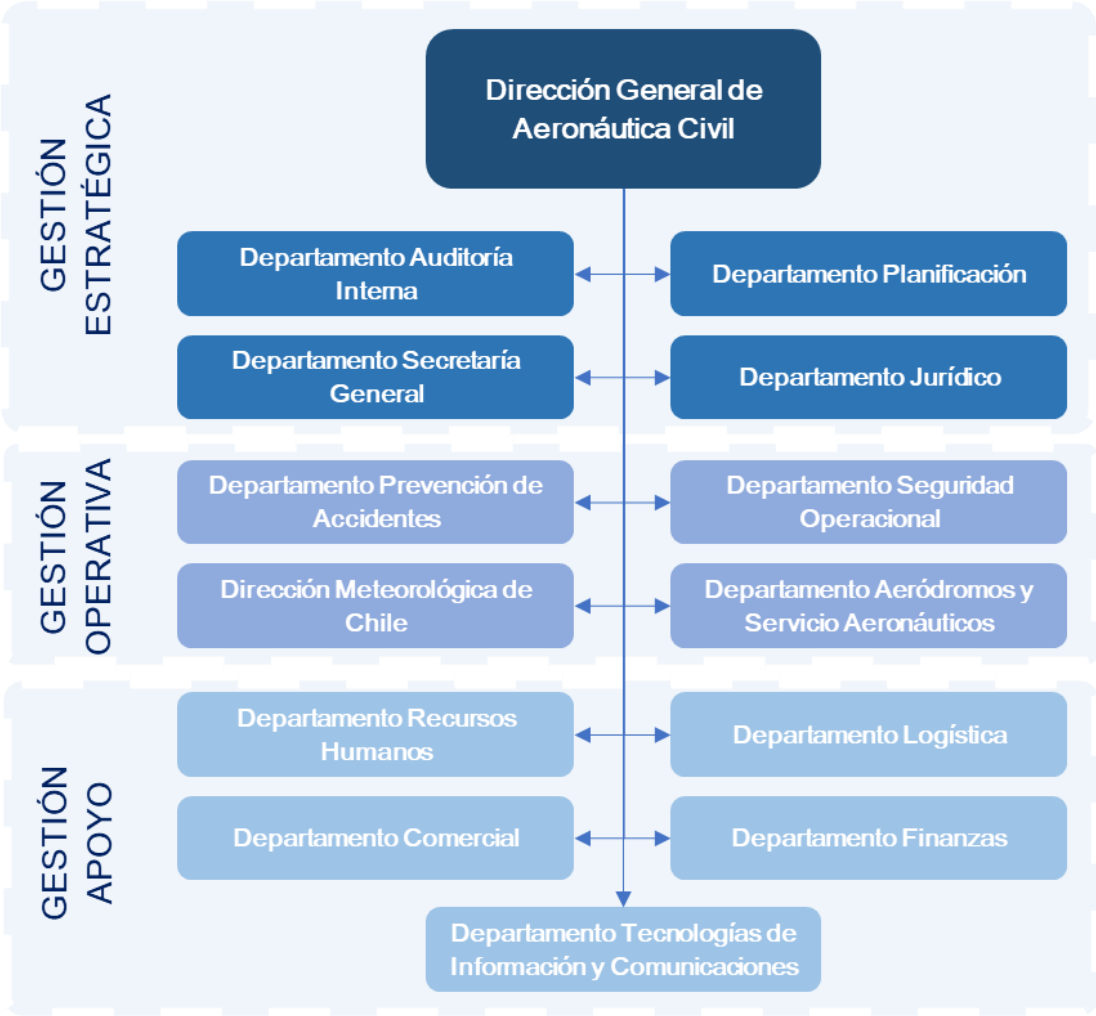 GESTIÓN
ESTRATÉGICA
Dirección General de
Aeronáutica Civil
Departamento Auditoría
Interna
Departamento Planificación
Departamento Secretaría
General
Departamento Jurídico
GESTIÓN
OPERATIVA
Departamento Prevención de
Accidentes
Departamento Seguridad
Operacional
Dirección Meteorológica de
Chile
Departamento Aeródromos y
Servicio Aeronáuticos
GESTIÓN
APOYO
Departamento Recursos
Humanos
Departamento Logística
Departamento Comercial
Departamento Finanzas
Departamento Tecnologías de
Información y Comunicaciones